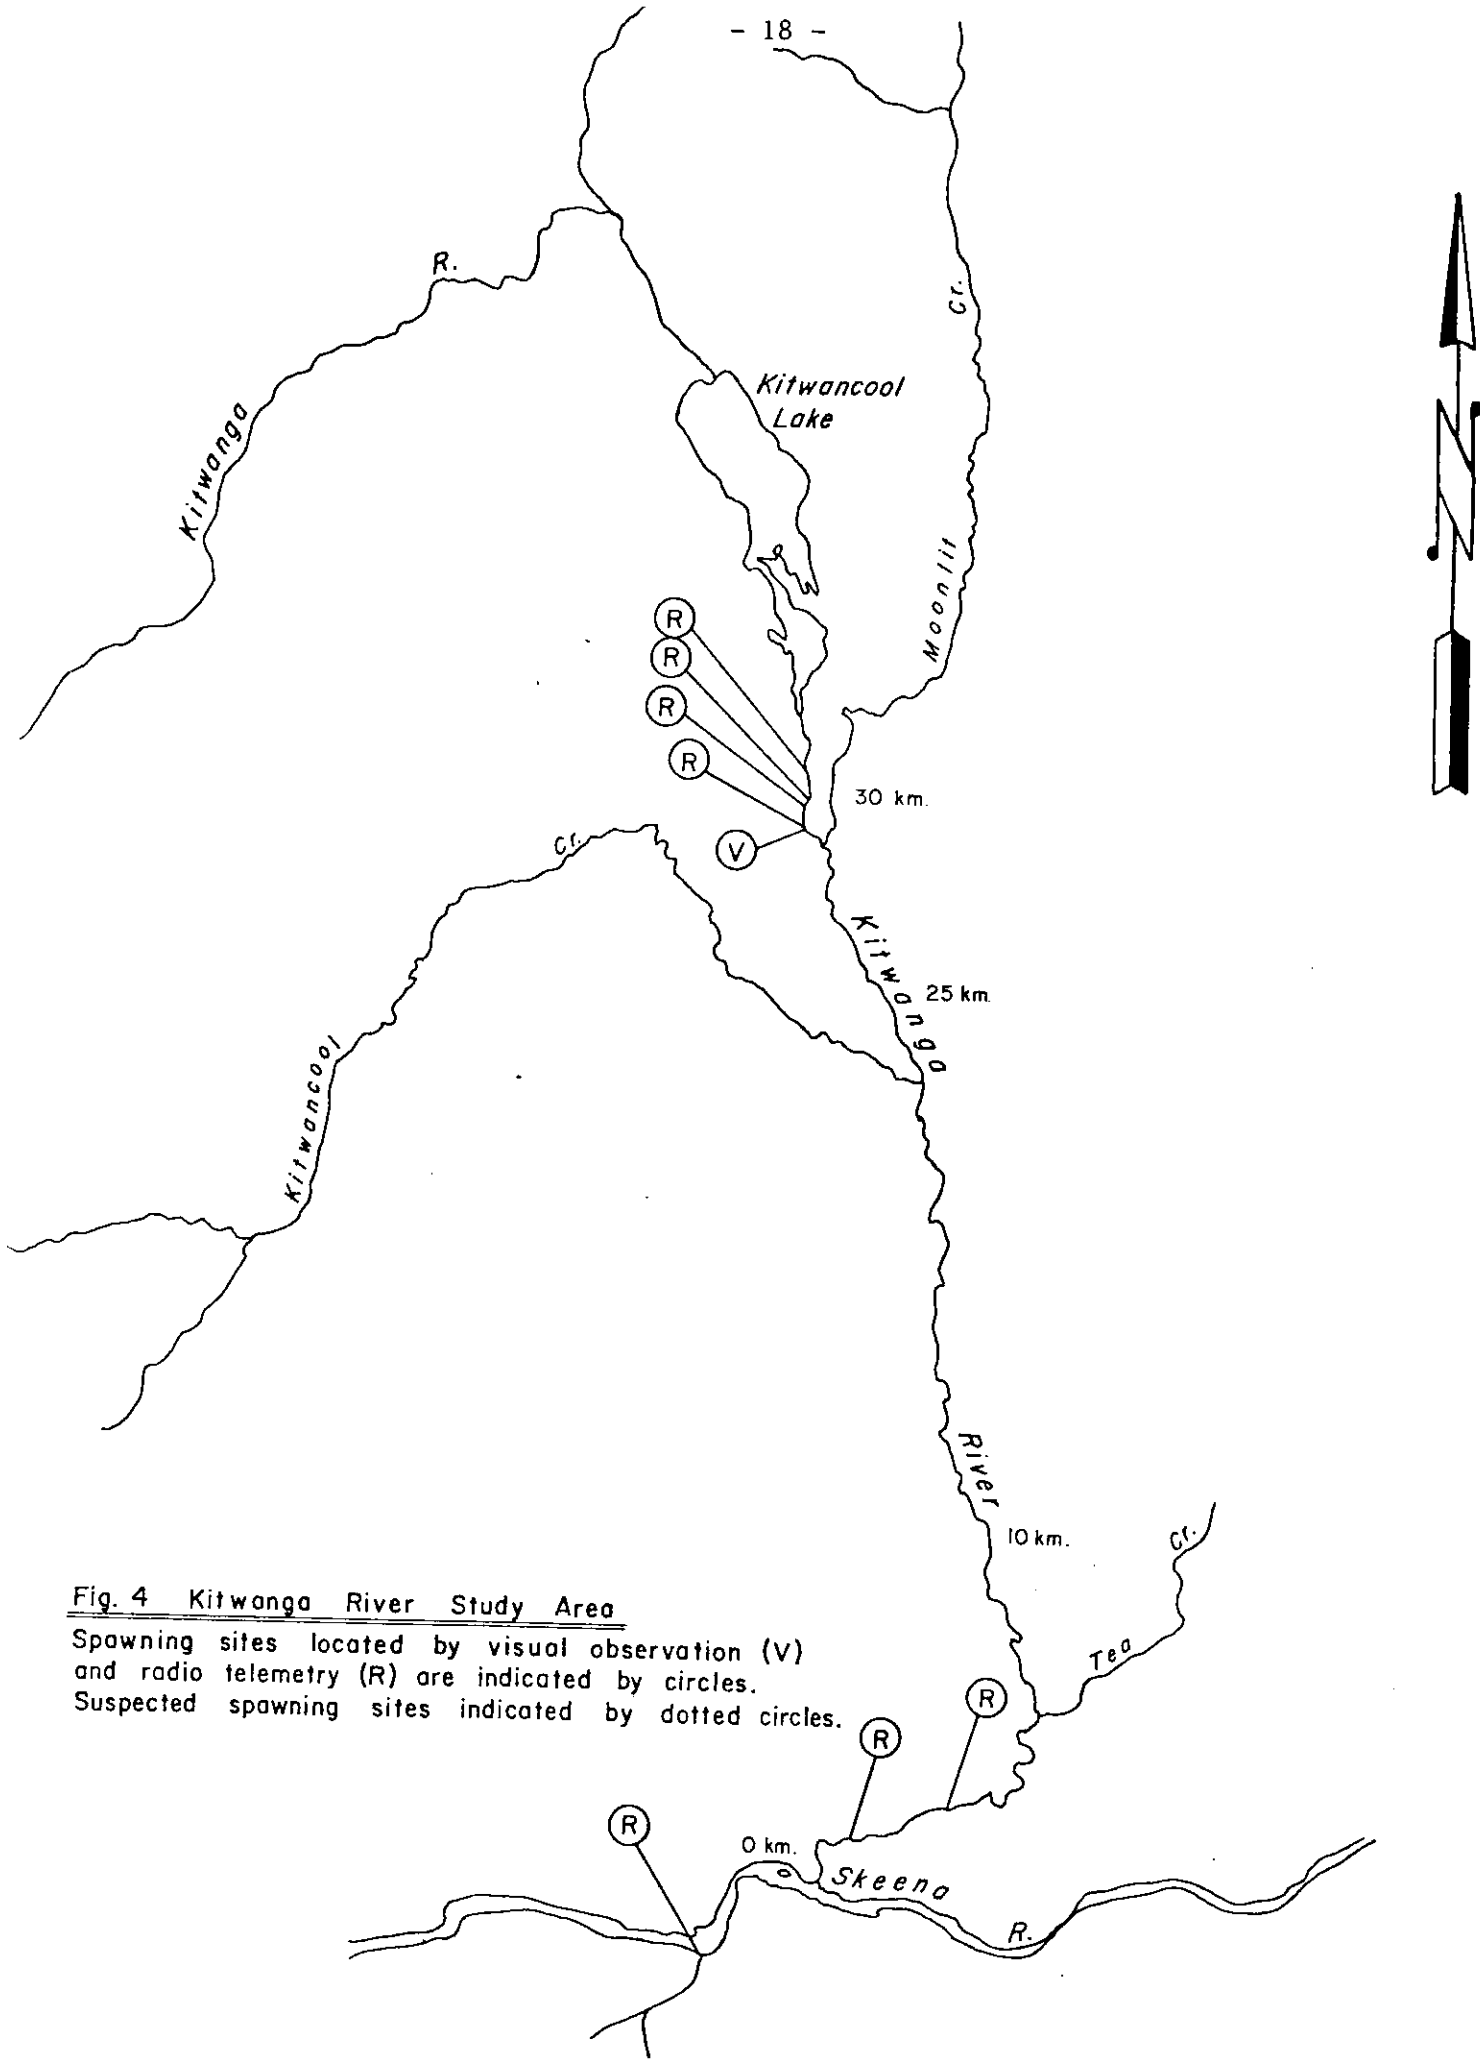 - 18 -
R.
Cr.
Kitwancool
Lake
Kitwanga
Moonlit
N
R
R
R
R
30 km.
V
Cr.
Kitwanga
25 km.
Kitwancool
River
10 km.
Cr.
Tea
Fig. 4 Kitwanga River Study Area
Spawning sites located by visual observation (V)
and radio telemetry (R) are indicated by circles.
Suspected spawning sites indicated by dotted circles.
R
R
R
0 km.
Skeena
R.